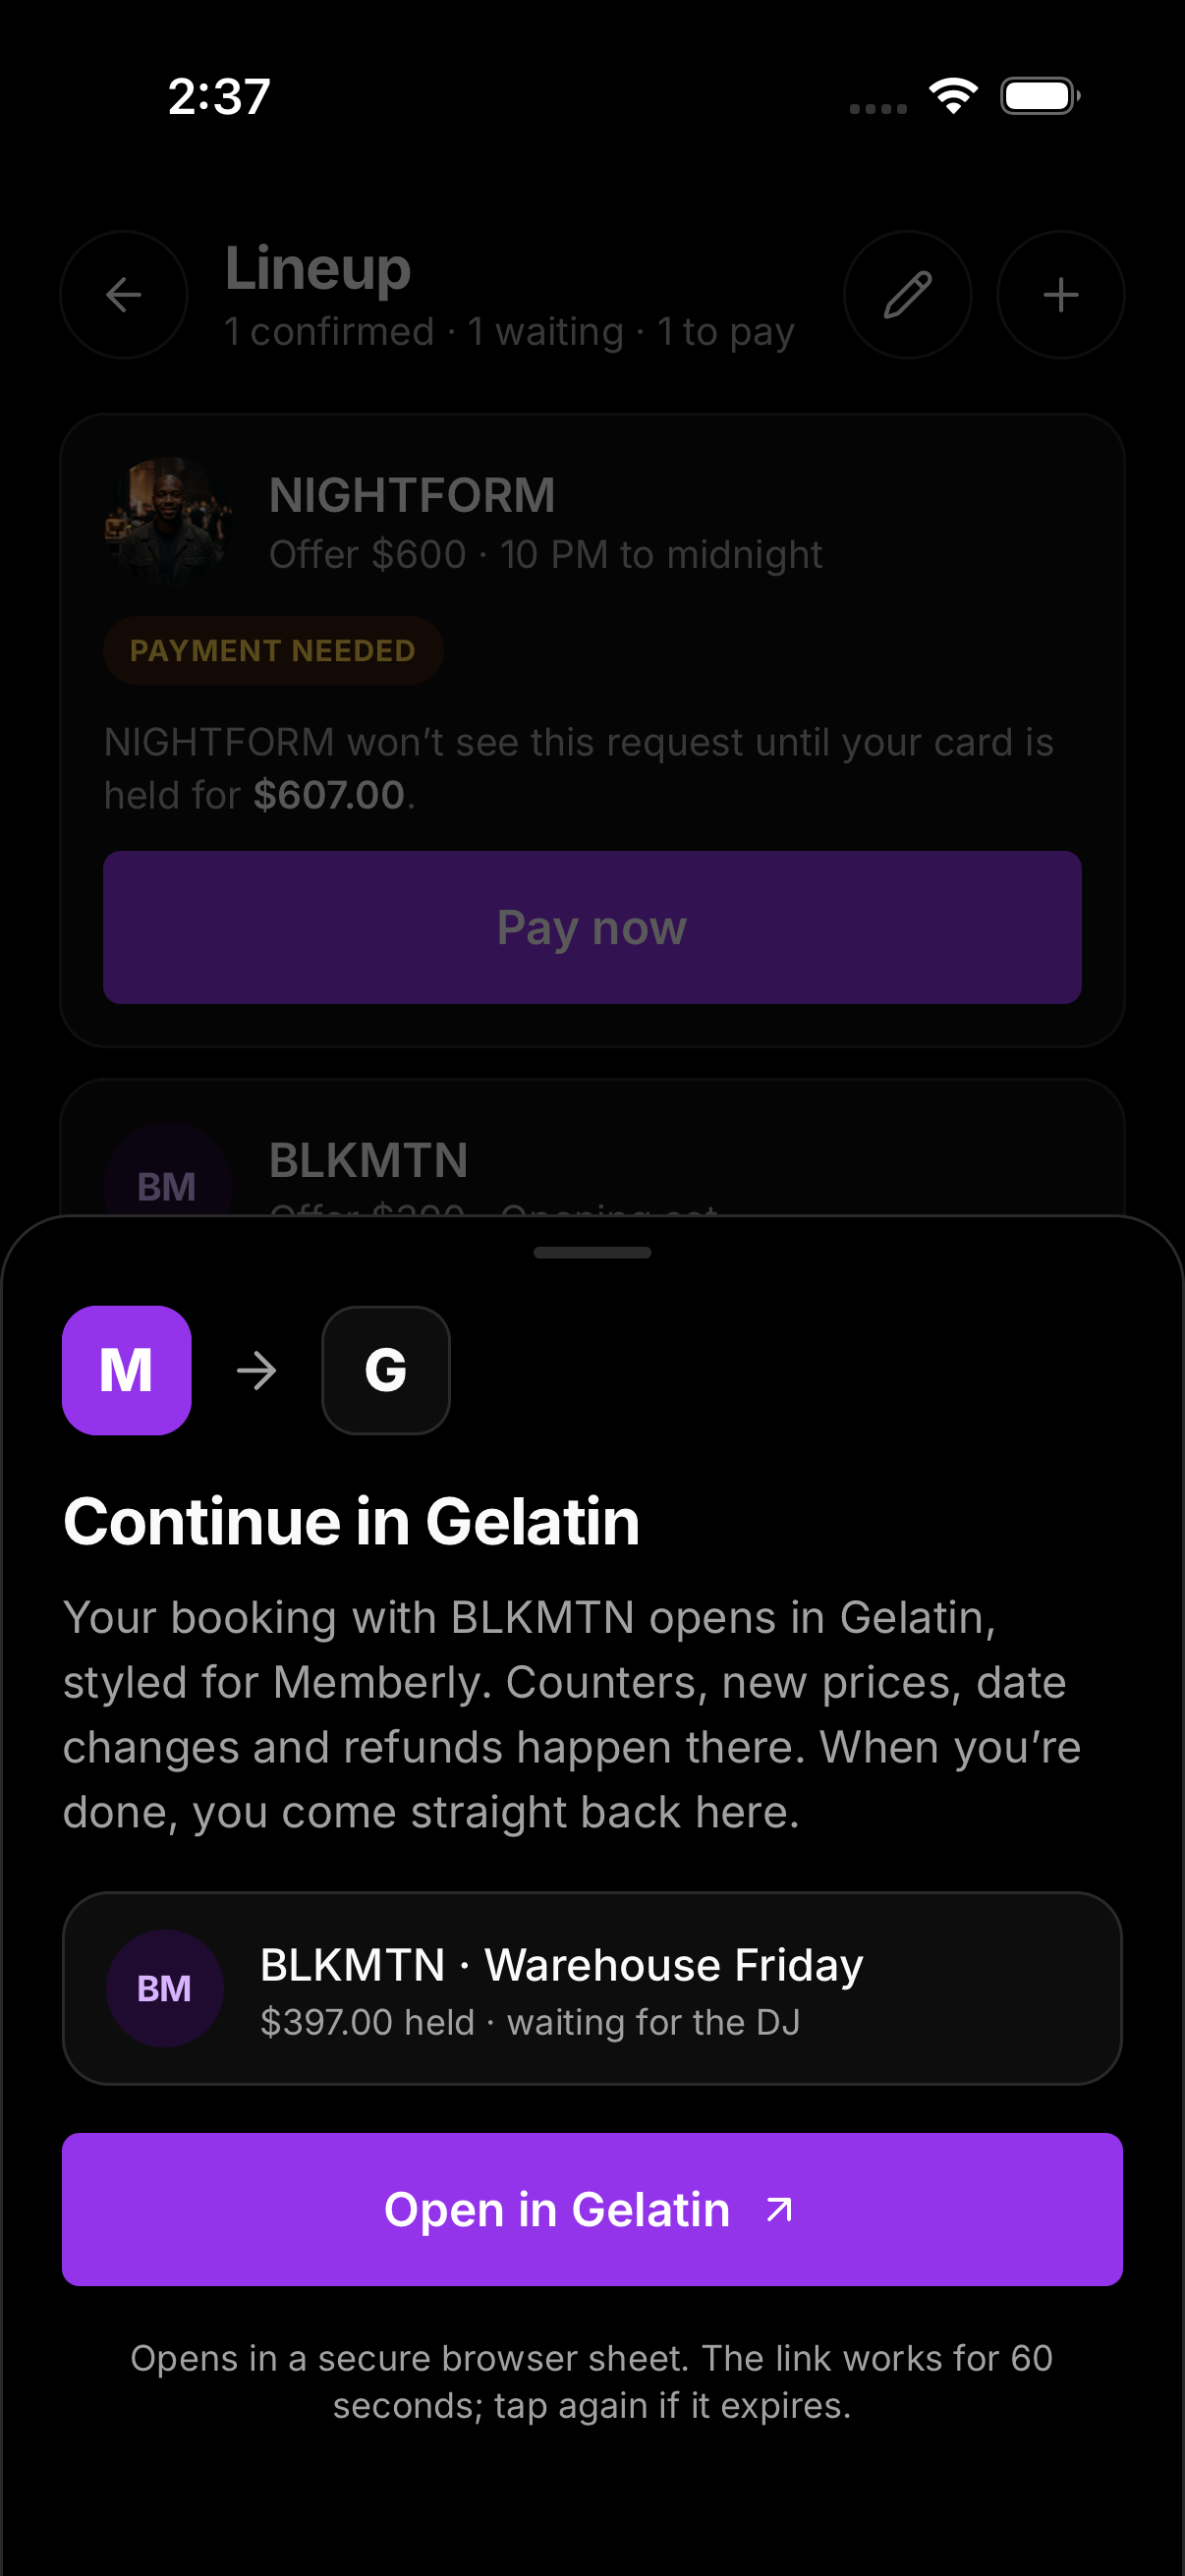 2:37
Lineup
1 confirmed · 1 waiting · 1 to pay
NIGHTFORM
Offer $600 · 10 PM to midnight
PAYMENT NEEDED
NIGHTFORM won’t see this request until your card is
held for $607.00.
Pay now
BM
BLKMTN
Offer $390 · Opening set
M
G
Continue in Gelatin
Your booking with BLKMTN opens in Gelatin,
styled for Memberly. Counters, new prices, date
changes and refunds happen there. When you’re
done, you come straight back here.
BM
BLKMTN · Warehouse Friday
$397.00 held · waiting for the DJ
Open in Gelatin
Opens in a secure browser sheet. The link works for 60
seconds; tap again if it expires.